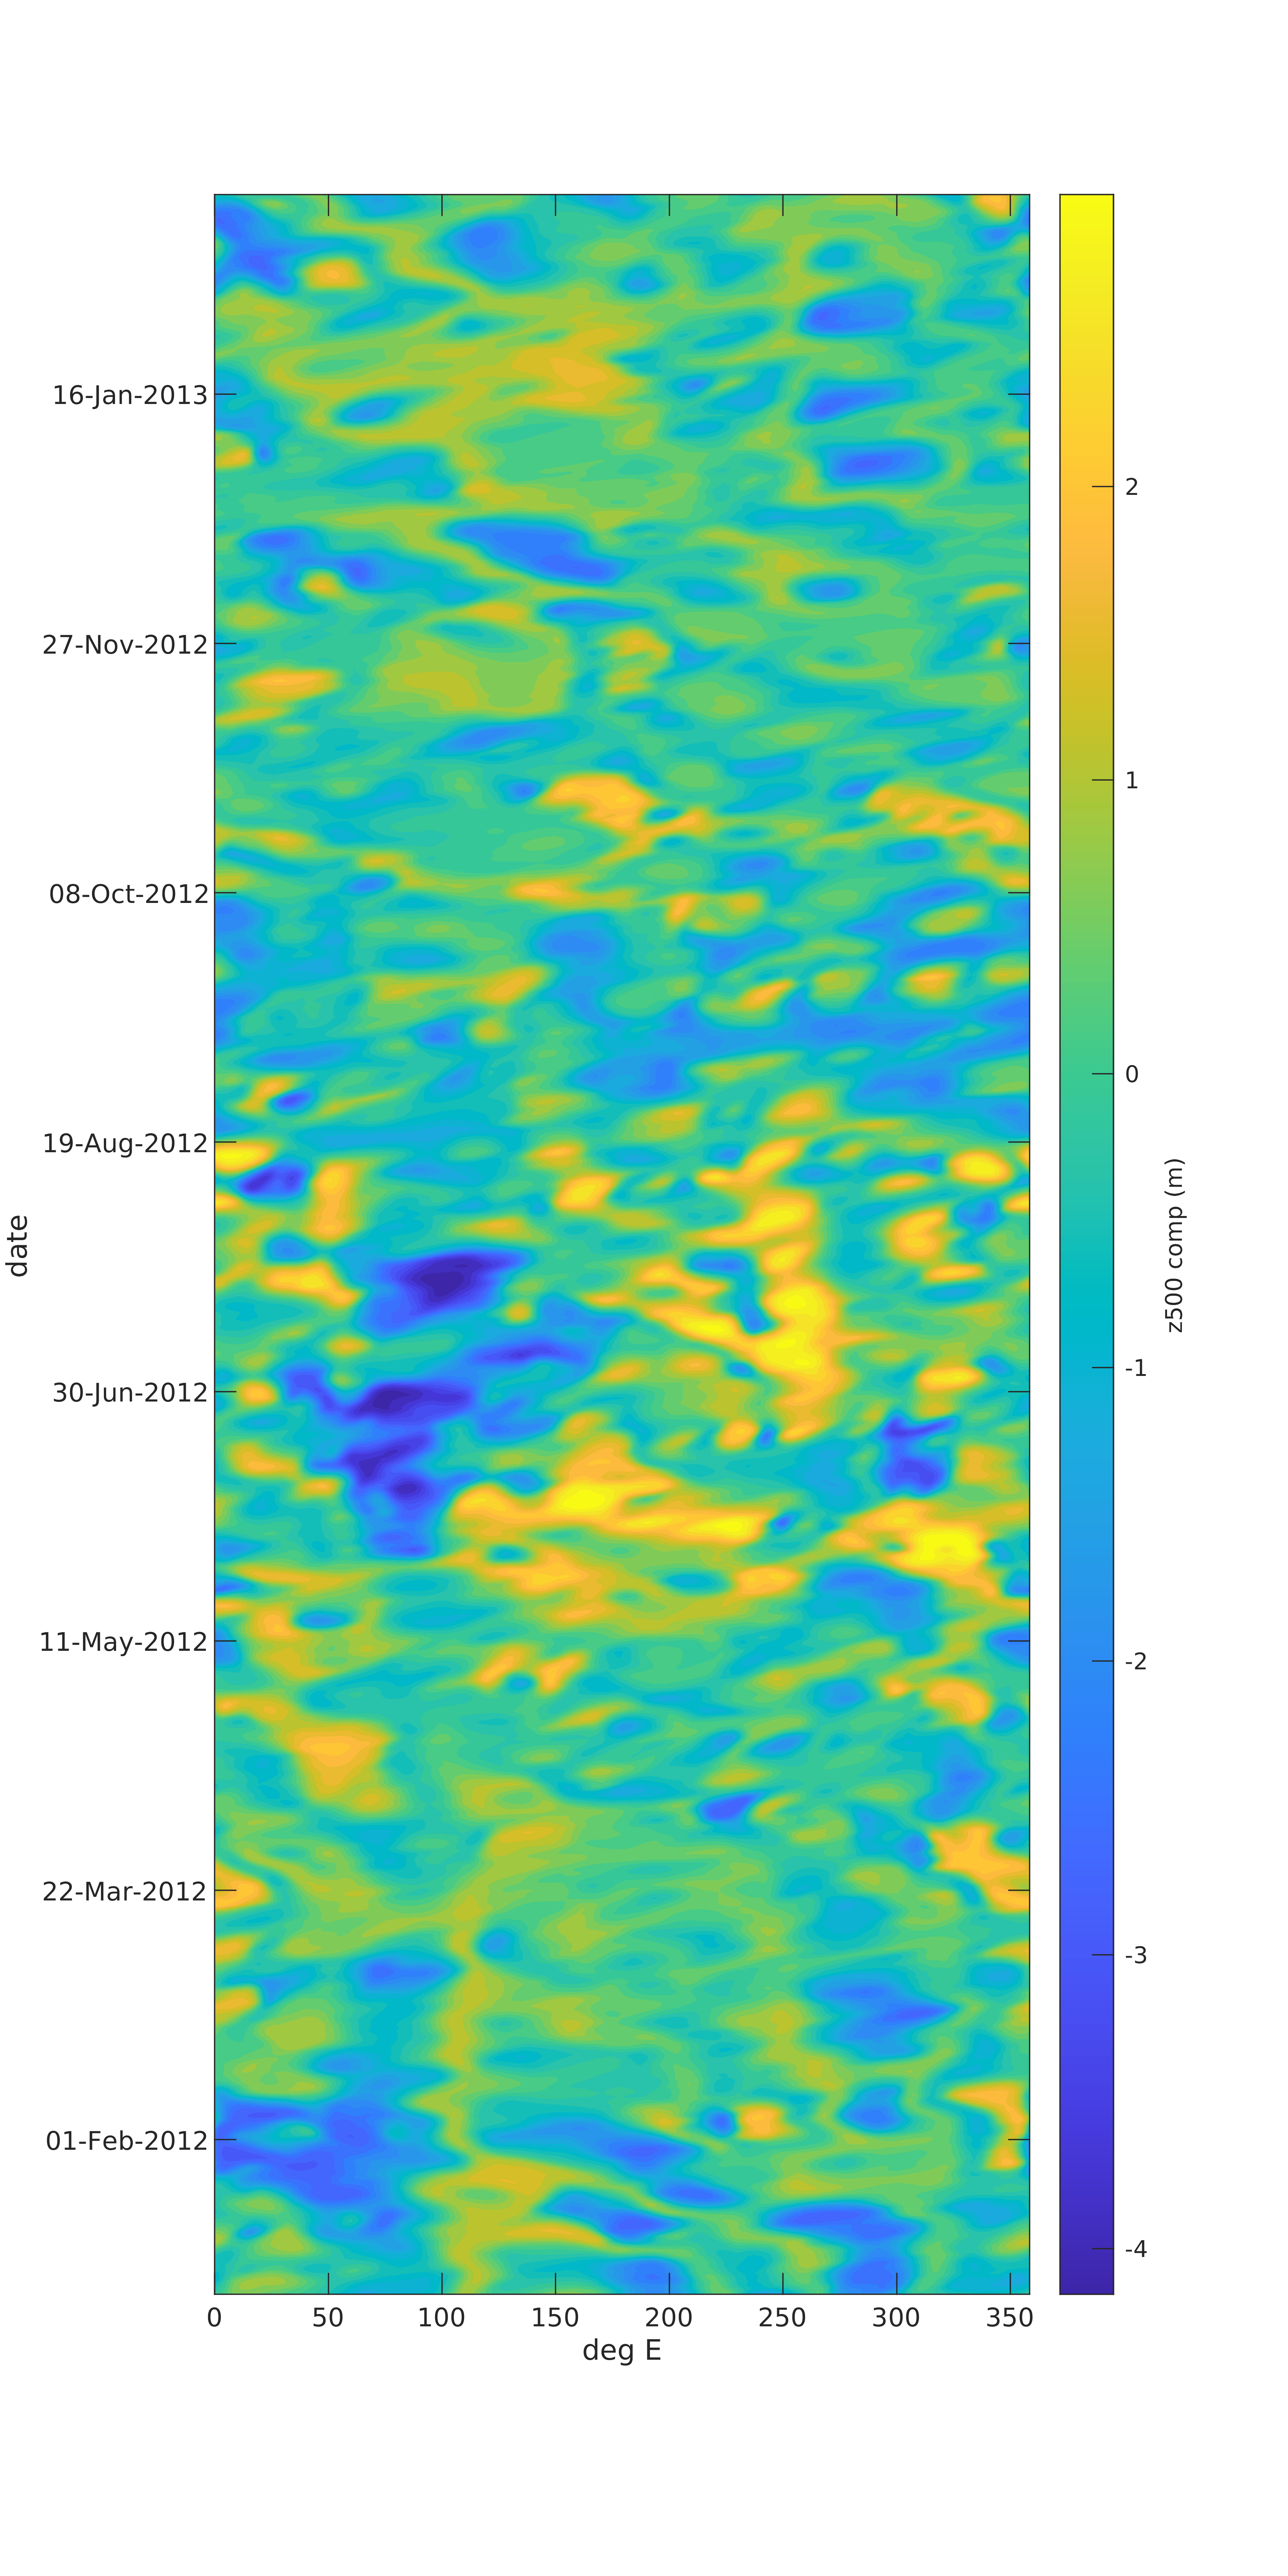 16-Jan-2013
27-Nov-2012
08-Oct-2012
19-Aug-2012
30-Jun-2012
11-May-2012
22-Mar-2012
01-Feb-2012
date
0 50 100 150 200 250 300 350
deg E
2
1
0
-1
-2
-3
-4
z500 comp (m)